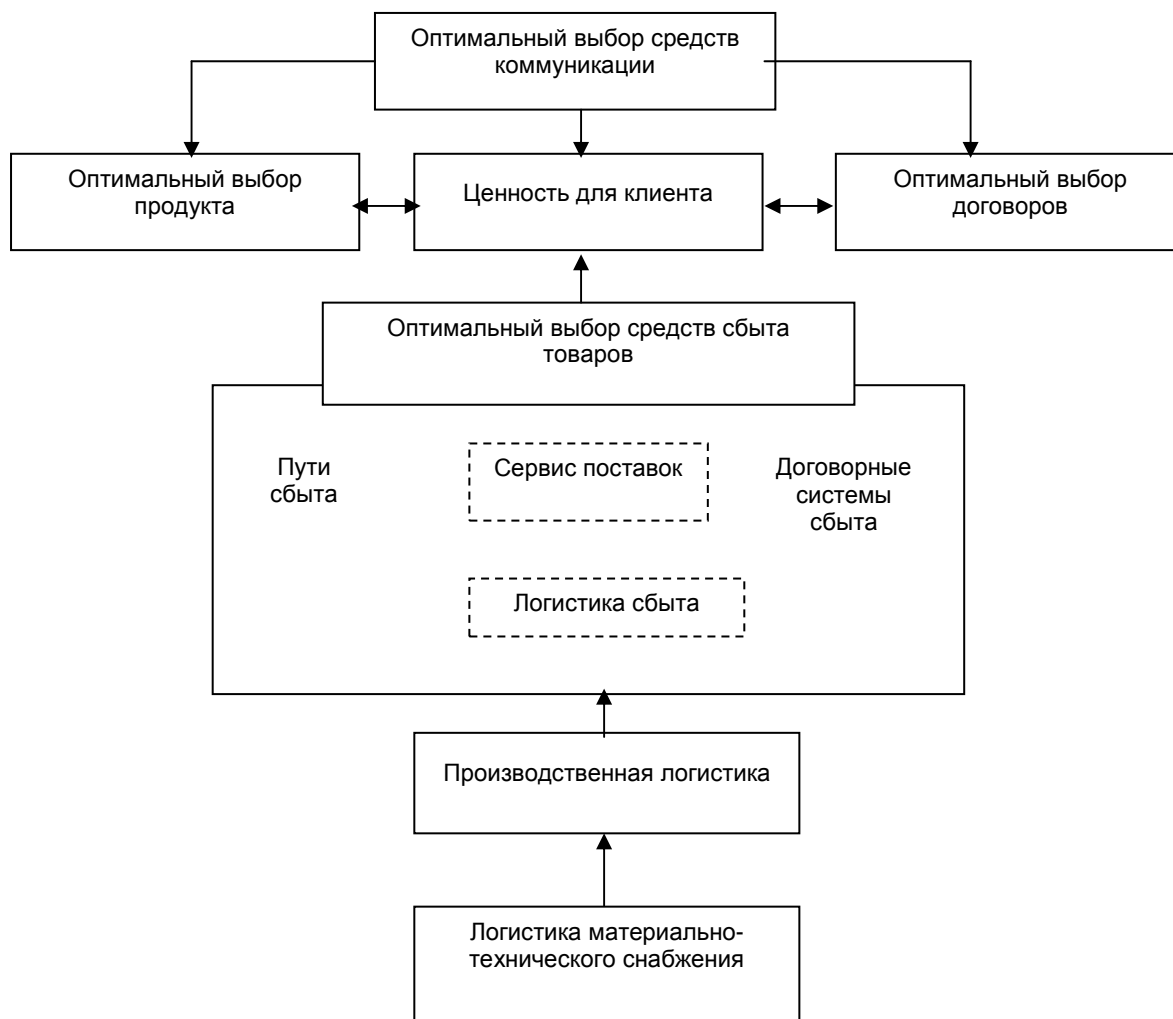 Оптимальный выбор средств
коммуникации
Оптимальный выбор
продукта
Ценность для клиента
Оптимальный выбор
договоров
Оптимальный выбор средств сбыта
товаров
Пути
сбыта
Сервис поставок
Договорные
системы
сбыта
Логистика сбыта
Производственная логистика
Логистика материально-
технического снабжения